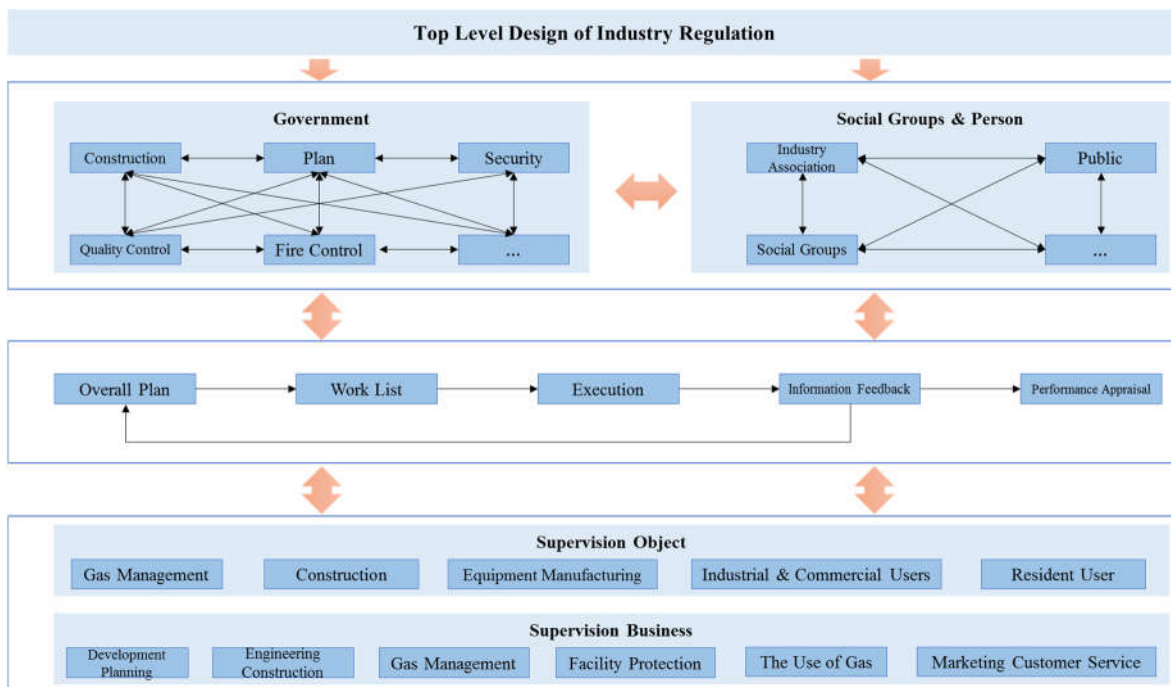 Top Level Design of Industry Regulation
Government
Construction
Plan
Security
Quality Control
Fire Control
...
Social Groups & Person
Industry
Association
Public
Social Groups
...
Overall Plan
Work List
Execution
Information Feedback
Performance Appraisal
Supervision Object
Gas Management
Construction
Equipment Manufacturing
Industrial & Commercial Users
Resident User
Supervision Business
Development
Planning
Engineering
Construction
Gas Management
Facility Protection
The Use of Gas
Marketing Customer Service